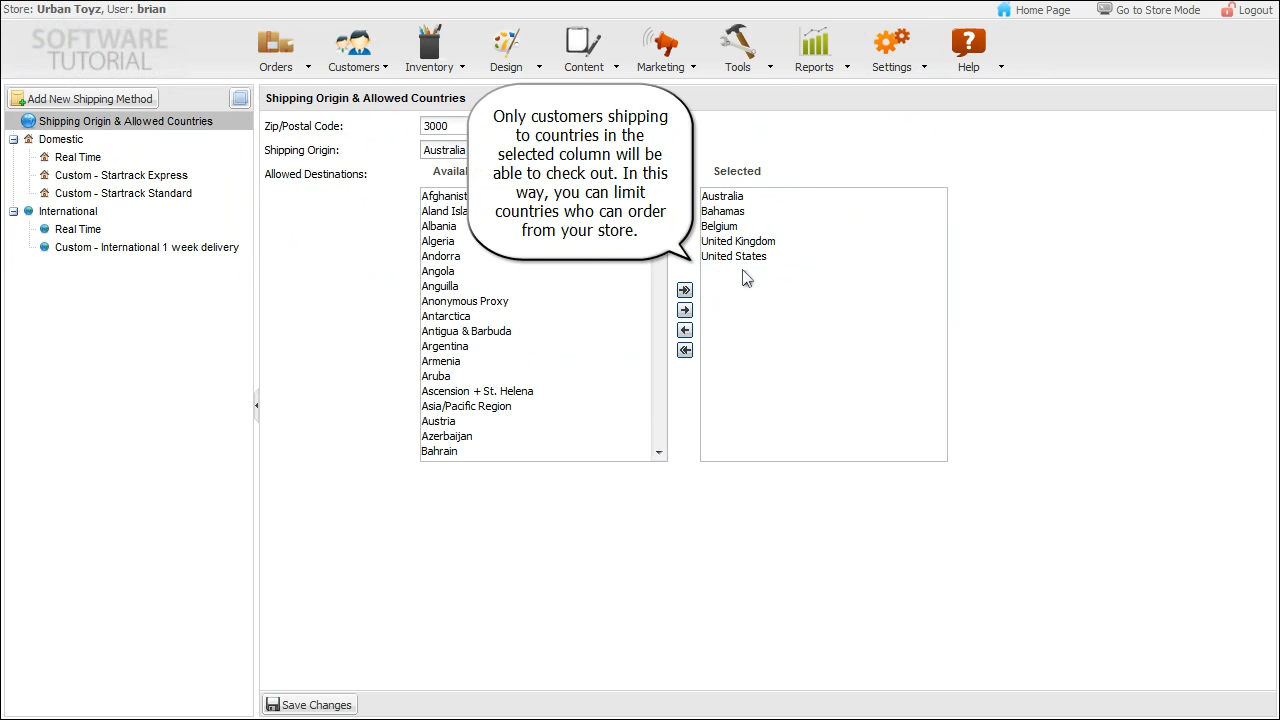 Store: Urban Toyz, User: brian
Home Page
Go to Store Mode
Logout
SOFTWARE
TUTORIAL
Orders
Customers
Inventory
Design
Content
Marketing
Tools
Reports
Settings
Help
Add New Shipping Method
Shipping Origin & Allowed Countries
Domestic
Real Time
Custom - Startrack Express
Custom - Startrack Standard
International
Real Time
Custom - International 1 week delivery
Shipping Origin & Allowed Countries
Zip/Postal Code:
3000
Shipping Origin:
Australia
Allowed Destinations:
Only customers shipping
to countries in the
selected column will be
able to check out. In this
way, you can limit
countries who can order
from your store.
Selected
Albania
Algeria
Andorra
Angola
Anguilla
Anonymous Proxy
Antarctica
Antigua & Barbuda
Argentina
Armenia
Aruba
Ascension + St. Helena
Asia/Pacific Region
Austria
Azerbaijan
Bahrain
Australia
Bahamas
Belgium
United Kingdom
United States
Save Changes